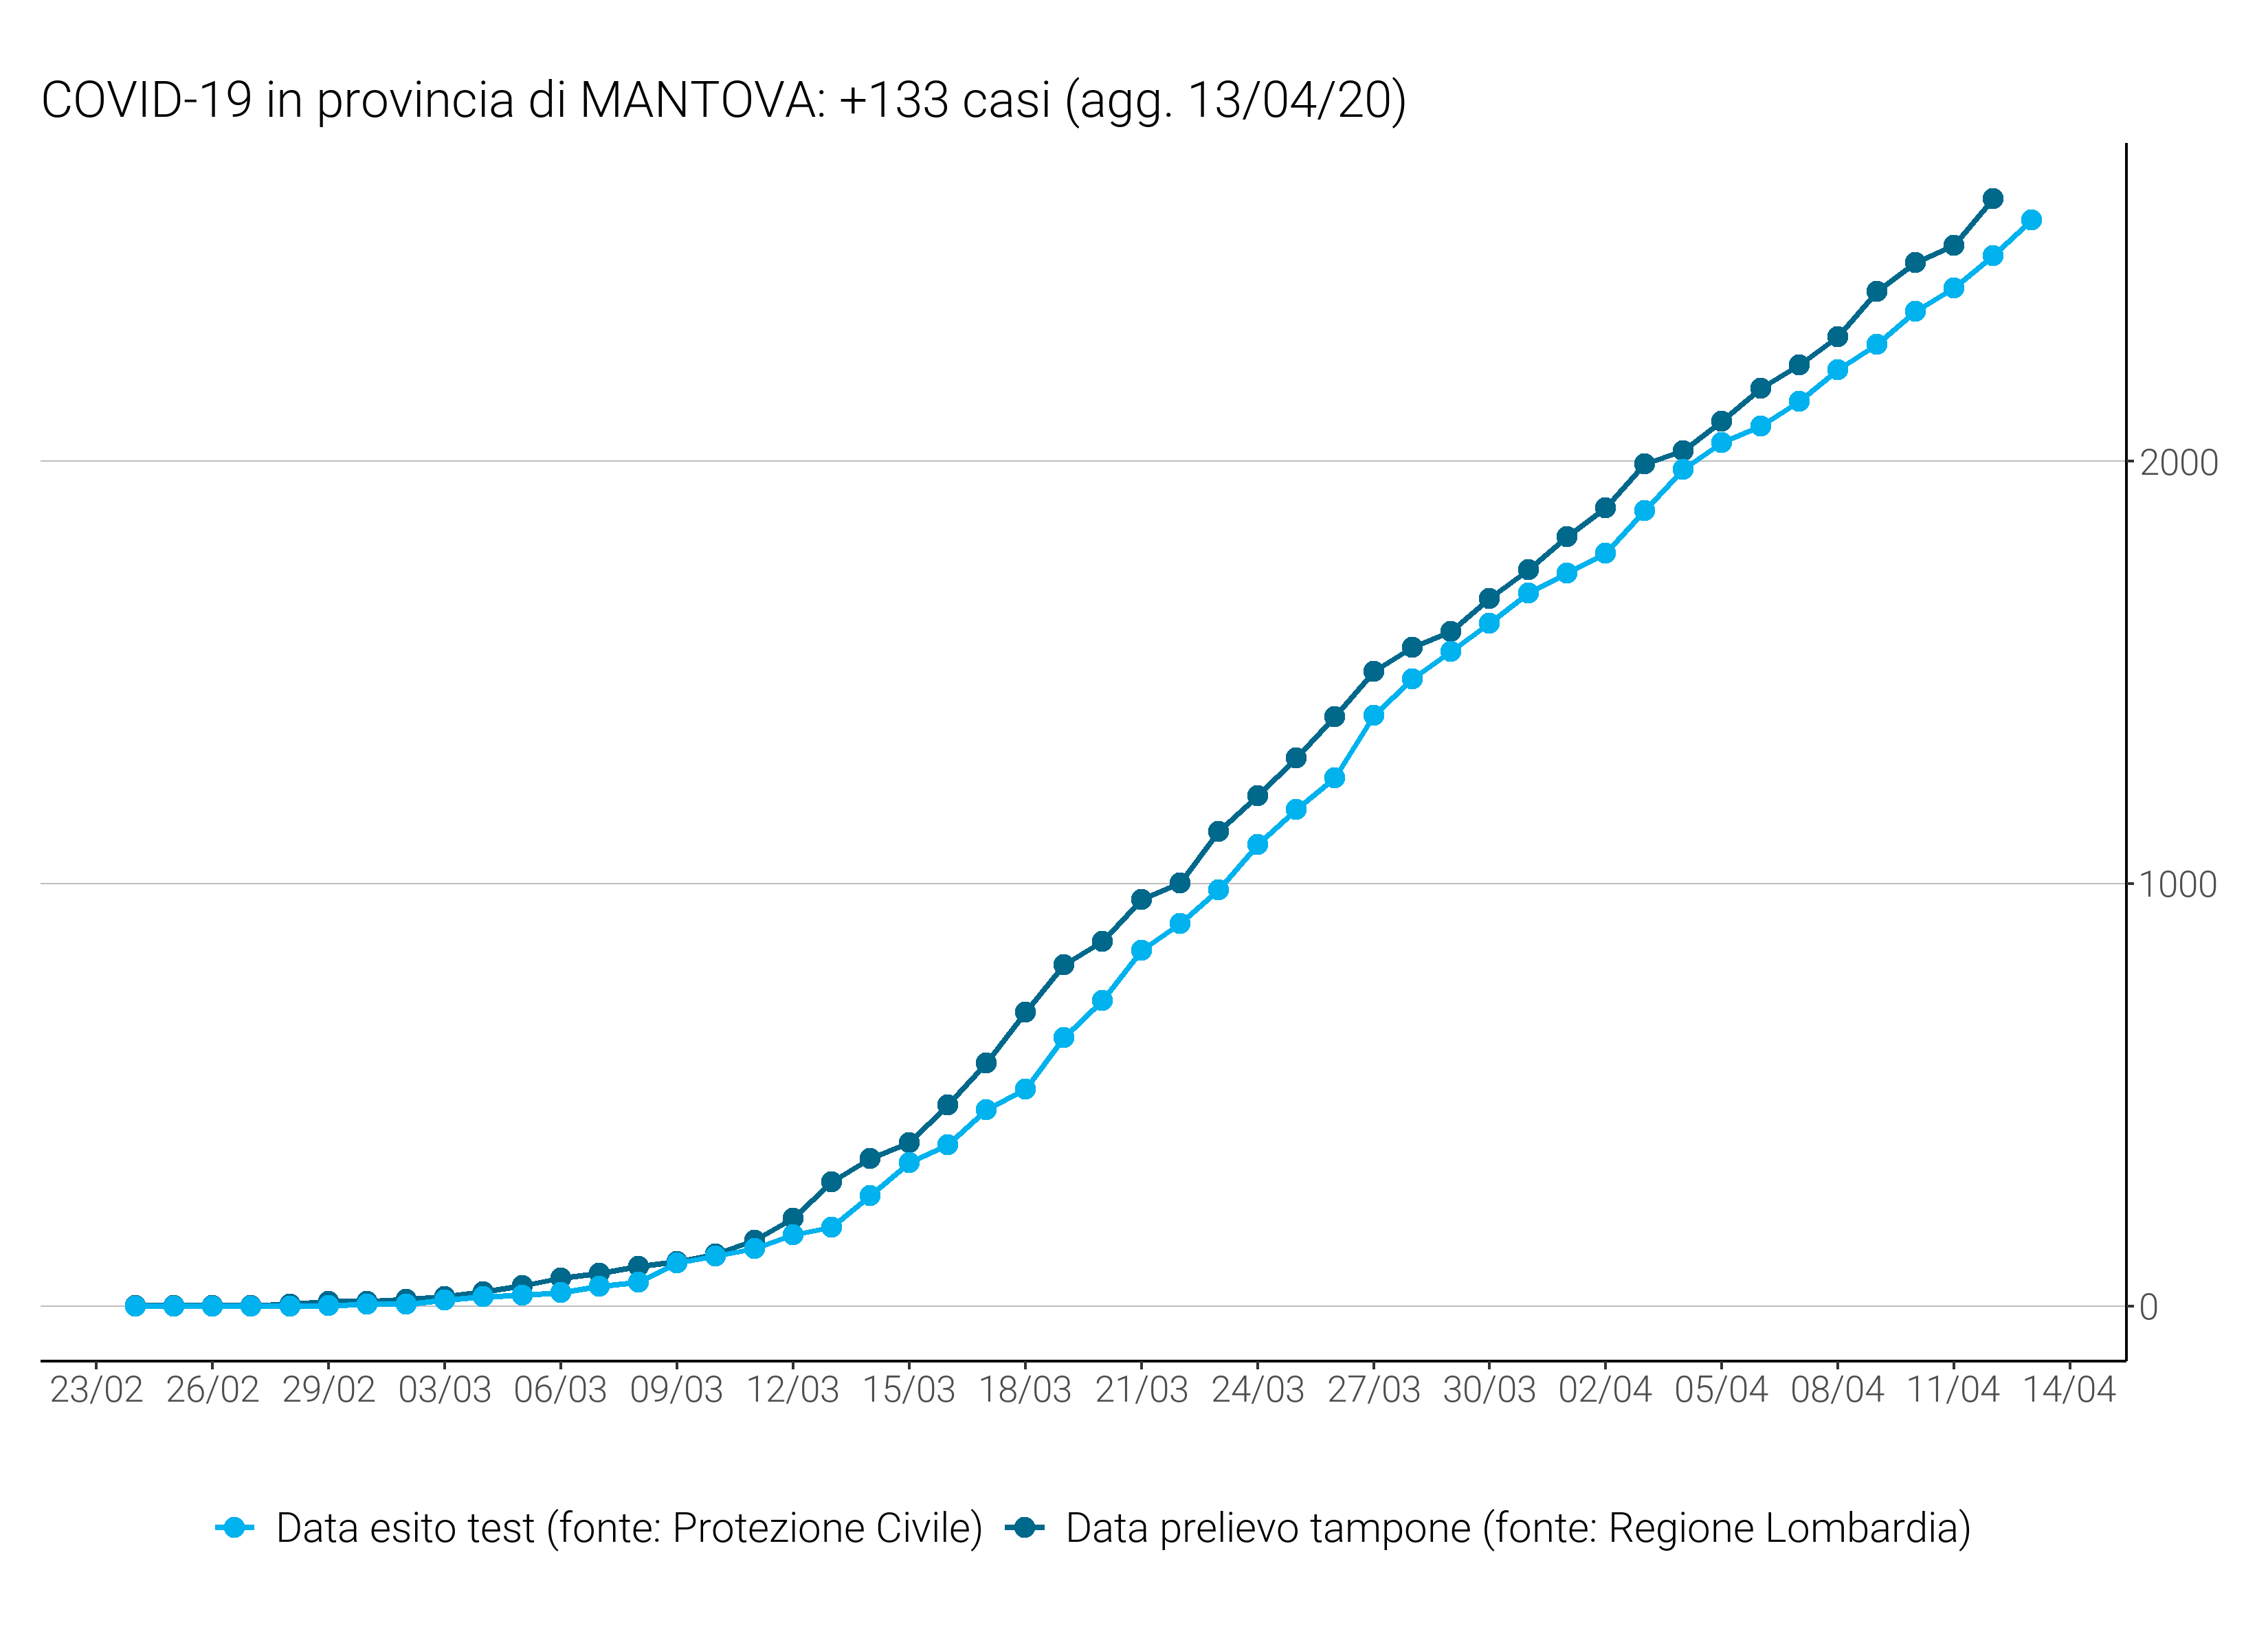 COVID-19 in provincia di MANTOVA: +133 casi (agg. 13/04/20)
2000
1000
0
23/02 26/02 29/02 03/03 06/03 09/03 12/03 15/03 18/03 21/03 24/03 27/03 30/03 02/04 05/04 08/04 11/04 14/04
Data esito test (fonte: Protezione Civile) Data prelievo tampone (fonte: Regione Lombardia)